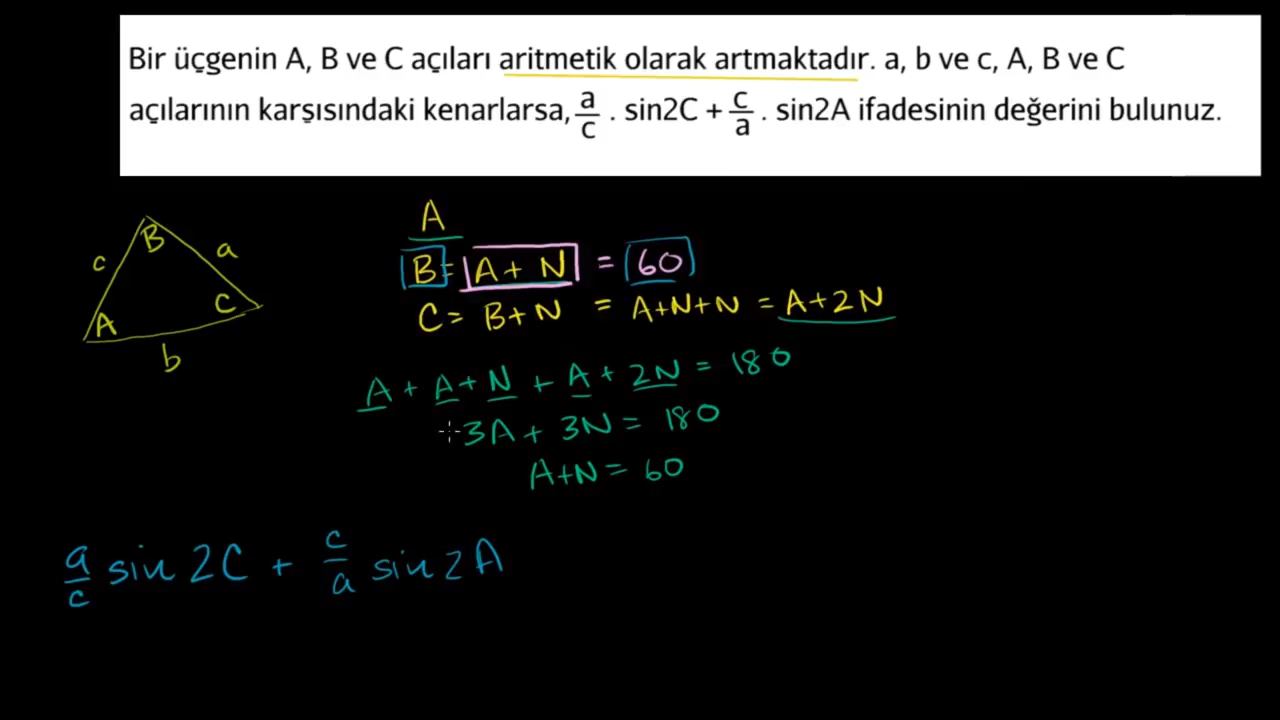 Bir üçgenin A, B ve C açıları aritmetik olarak artmaktadır. a, b ve c, A, B ve C
açılarının karşısındaki kenarlarsa, a/c . sin2C + c/a . sin2A ifadesinin değerini bulunuz.
A
B = A + N = 60
C = B + N = A+N+N = A+2N
B
c a
A C
b
A + A + N + A + 2N = 180
3A + 3N = 180
A+N = 60
a/c sin 2C + c/a sin 2A